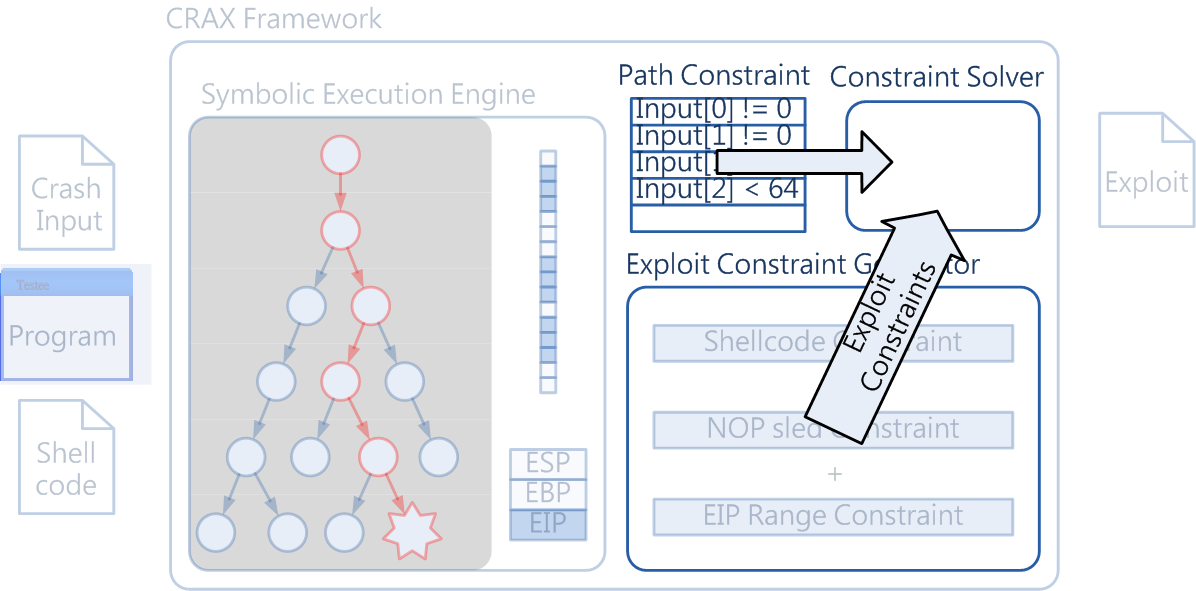 CRAX Framework
Symbolic Execution Engine
Path Constraint
Constraint Solver
Input[0] != 0
Input[1] != 0
Input[
Input[2] < 64
Crash
Input
Testee
Program
Shell
code
ESP
EBP
EIP
Exploit Constraint
Exploit
Constraints
Shellcode
NOP sled
+
EIP Range Constraint
Exploit